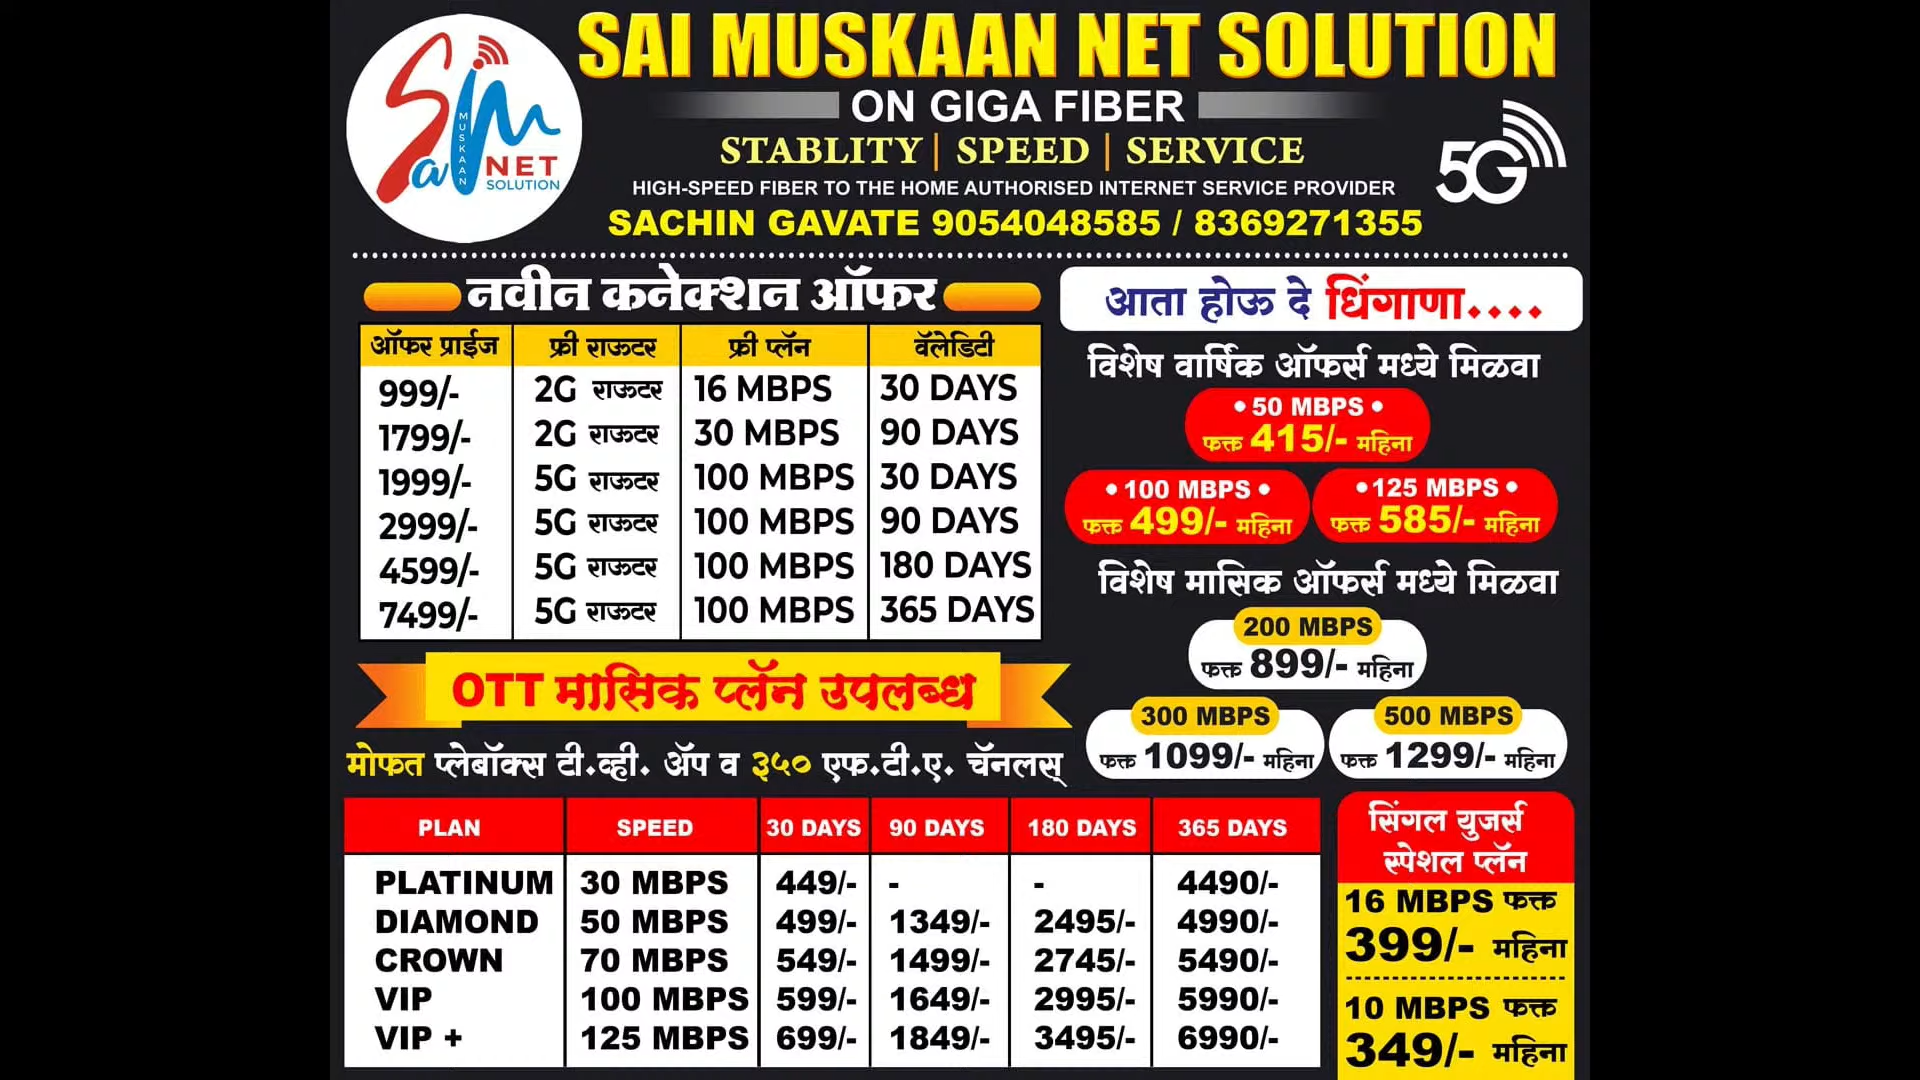 SaiM NET
MUSKAAN
SOLUTION
SAI MUSKAAN NET SOLUTION
ON GIGA FIBER
STABLITY | SPEED | SERVICE
5G
HIGH-SPEED FIBER TO THE HOME AUTHORISED INTERNET SERVICE PROVIDER
SACHIN GAVATE 9054048585 / 8369271355
नवीन कनेक्शन ऑफर
ऑफर प्राईज फ्री राऊटर फ्री प्लॅन वॅलेडिटी
999/- 2G राऊटर 16 MBPS 30 DAYS
1799/- 2G राऊटर 30 MBPS 90 DAYS
1999/- 5G राऊटर 100 MBPS 30 DAYS
2999/- 5G राऊटर 100 MBPS 90 DAYS
4599/- 5G राऊटर 100 MBPS 180 DAYS
7499/- 5G राऊटर 100 MBPS 365 DAYS
आता होऊ दे धिंगाणा....
विशेष वार्षिक ऑफर्स मध्ये मिळवा
• 50 MBPS •
फक्त 415/- महिना
• 100 MBPS •
फक्त 499/- महिना
• 125 MBPS •
फक्त 585/- महिना
विशेष मासिक ऑफर्स मध्ये मिळवा
200 MBPS
फक्त 899/- महिना
300 MBPS
फक्त 1099/- महिना
500 MBPS
फक्त 1299/- महिना
OTT मासिक प्लॅन उपलब्ध
मोफत प्लेबॉक्स टी.व्ही. ॲप व ३५० एफ.टी.ए. चॅनलस्
PLAN SPEED 30 DAYS 90 DAYS 180 DAYS 365 DAYS
PLATINUM 30 MBPS 449/- - - 4490/-
DIAMOND 50 MBPS 499/- 1349/- 2495/- 4990/-
CROWN 70 MBPS 549/- 1499/- 2745/- 5490/-
VIP 100 MBPS 599/- 1649/- 2995/- 5990/-
VIP + 125 MBPS 699/- 1849/- 3495/- 6990/-
सिंगल युजर्स
स्पेशल प्लॅन
16 MBPS फक्त
399/- महिना
10 MBPS फक्त
349/- महिना